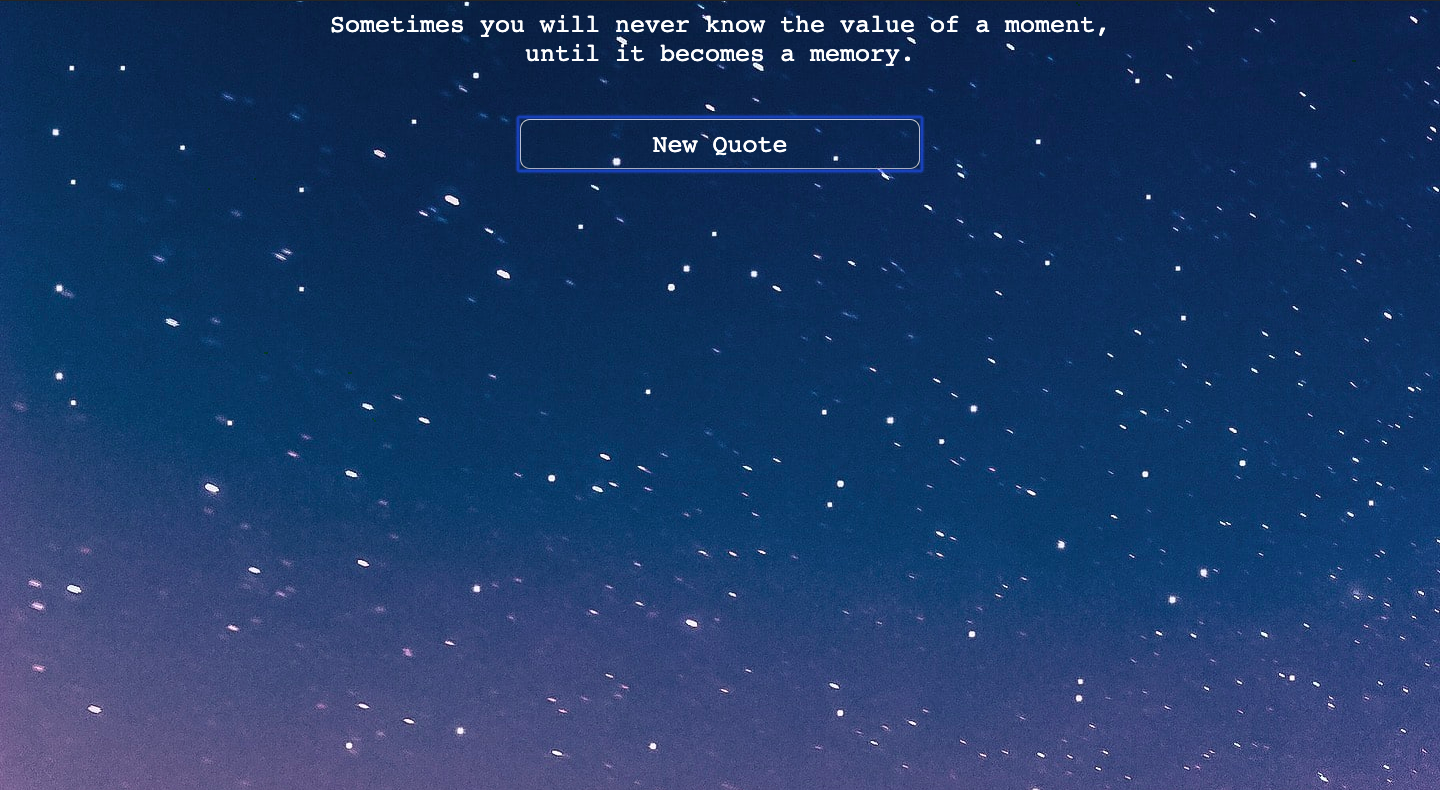 Sometimes you will never know the value of a moment,
until it becomes a memory.
New Quote